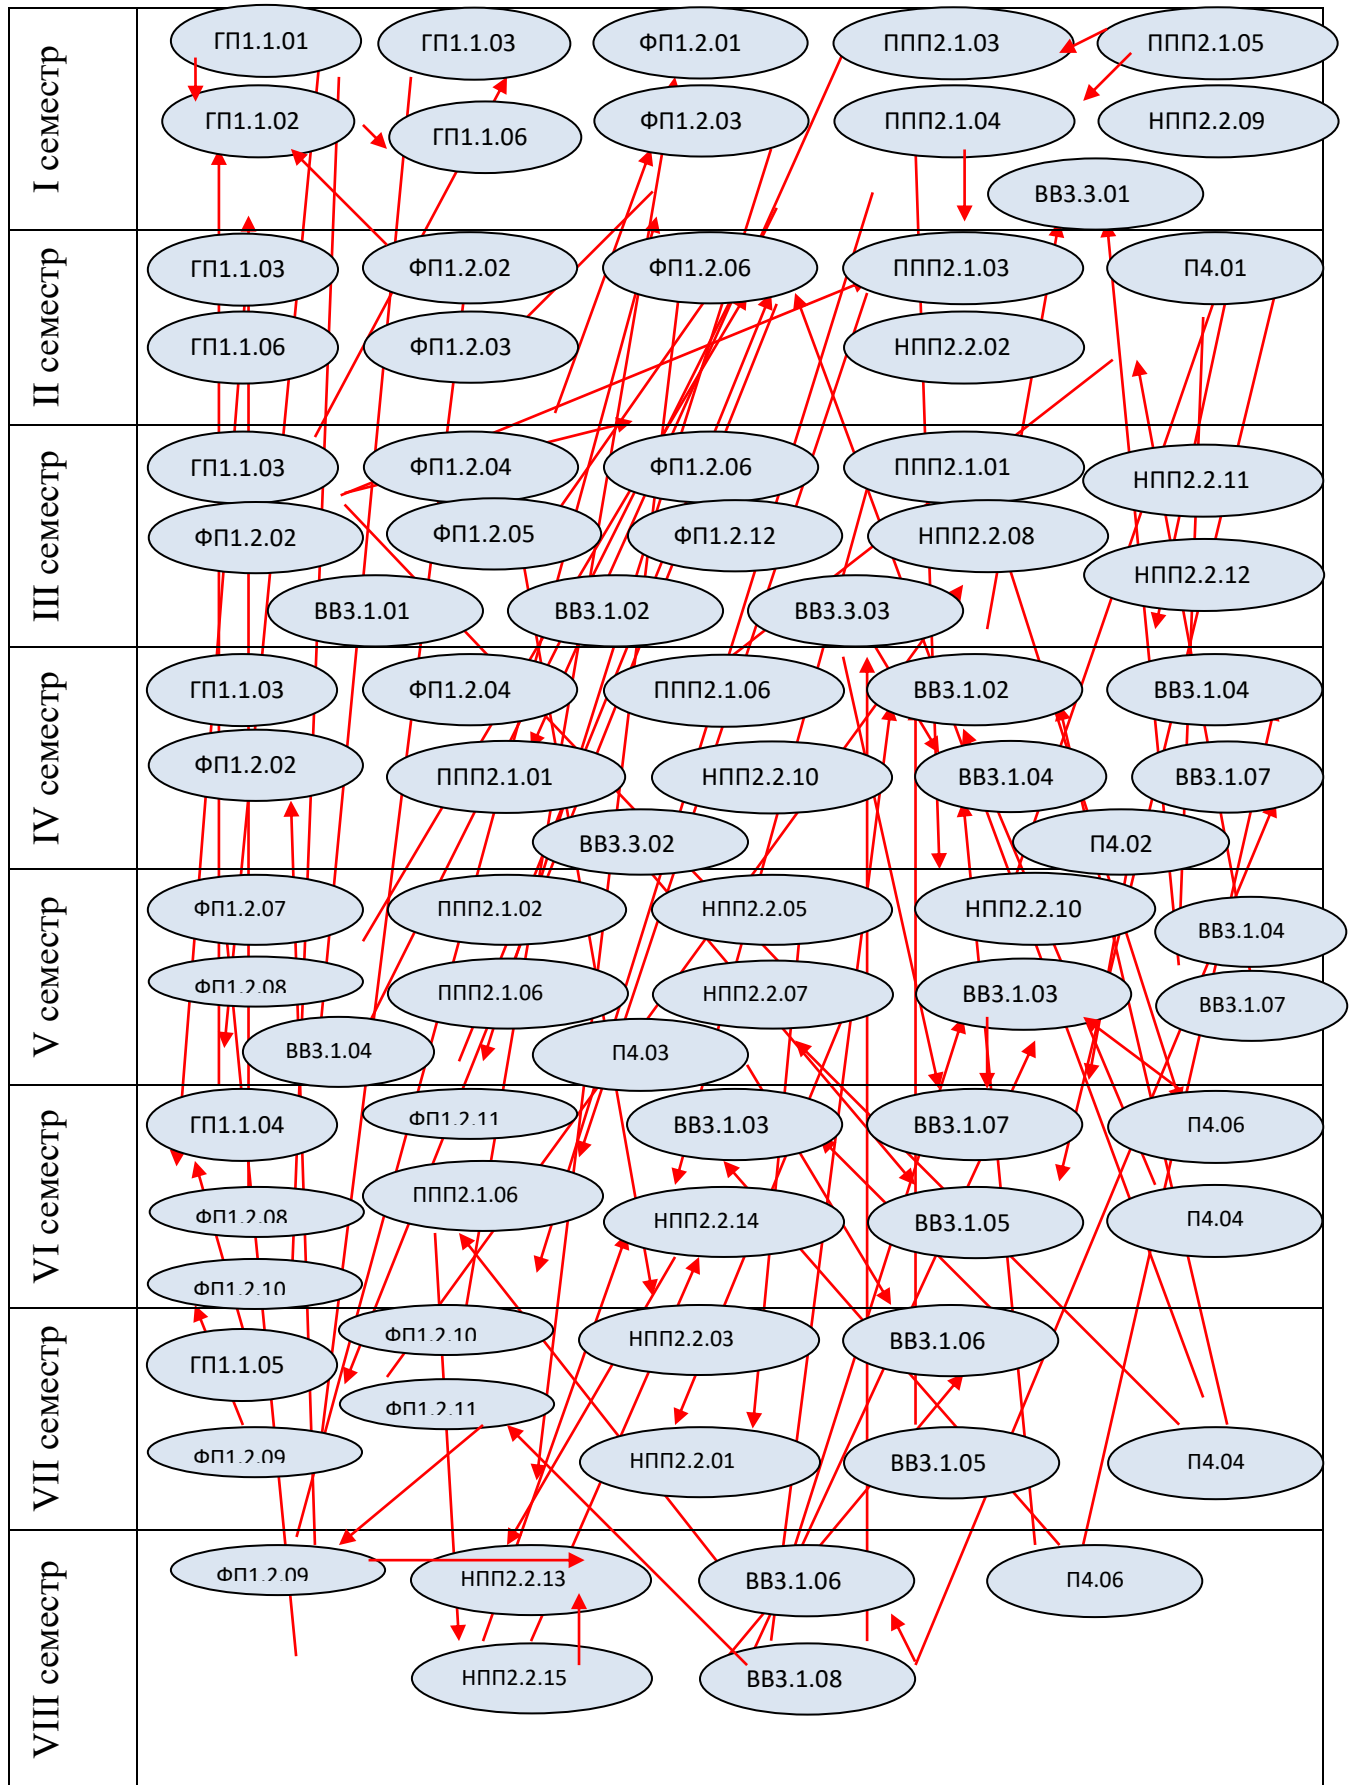 I семестр
ГП1.1.01
ГП1.1.03
ФП1.2.01
ППП2.1.03
ППП2.1.05
ГП1.1.02
ГП1.1.06
ФП1.2.03
ППП2.1.04
НПП2.2.09
ВВ3.3.01
II семестр
ГП1.1.03
ФП1.2.02
ФП1.2.06
ППП2.1.03
П4.01
ГП1.1.06
ФП1.2.03
НПП2.2.02
III семестр
ГП1.1.03
ФП1.2.04
ФП1.2.06
ППП2.1.01
НПП2.2.11
ФП1.2.02
ФП1.2.05
ФП1.2.12
НПП2.2.08
НПП2.2.12
ВВ3.1.01
ВВ3.1.02
ВВ3.3.03
IV семестр
ГП1.1.03
ФП1.2.04
ППП2.1.06
ВВ3.1.02
ВВ3.1.04
ФП1.2.02
ППП2.1.01
НПП2.2.10
ВВ3.1.04
ВВ3.1.07
ВВ3.3.02
П4.02
V семестр
ФП1.2.07
ППП2.1.02
НПП2.2.05
НПП2.2.10
ВВ3.1.04
ФП1.2.08
ППП2.1.06
НПП2.2.07
ВВ3.1.03
ВВ3.1.07
ВВ3.1.04
П4.03
VI семестр
ГП1.1.04
ФП1.2.11
ВВ3.1.03
ВВ3.1.07
П4.06
ФП1.2.08
ППП2.1.06
НПП2.2.14
ВВ3.1.05
П4.04
ФП1.2.10
VII семестр
ГП1.1.05
ФП1.2.10
НПП2.2.03
ВВ3.1.06
ФП1.2.09
ФП1.2.11
НПП2.2.01
ВВ3.1.05
П4.04
VIII семестр
ФП1.2.09
НПП2.2.13
ВВ3.1.06
П4.06
НПП2.2.15
ВВ3.1.08